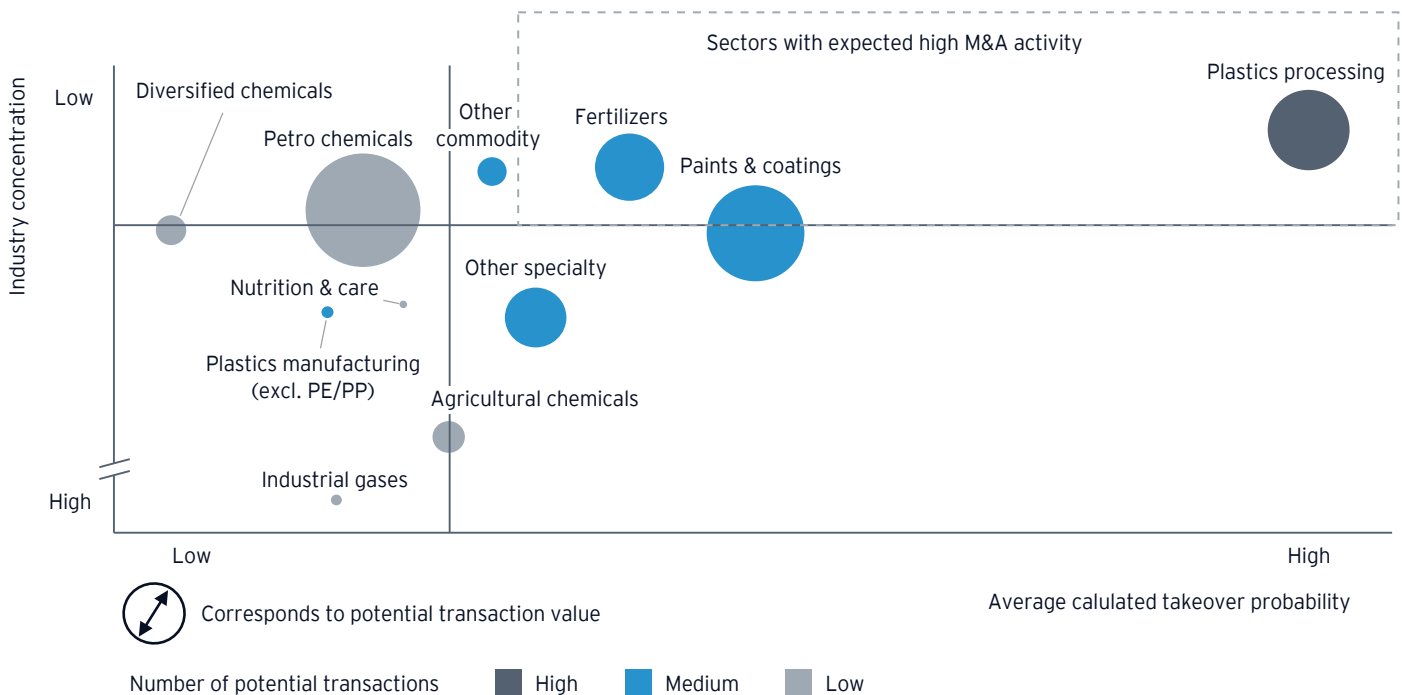 Sectors with expected high M&A activity
Plastics processing
Low
Diversified chemicals
Other
commodity
Fertilizers
Petro chemicals
Paints & coatings
Industry concentration
Other specialty
Nutrition & care
Plastics manufacturing
(excl. PE/PP)
Agricultural chemicals
Industrial gases
High
Low
High
Corresponds to potential transaction value
Average calulated takeover probability
Number of potential transactions
High
Medium
Low